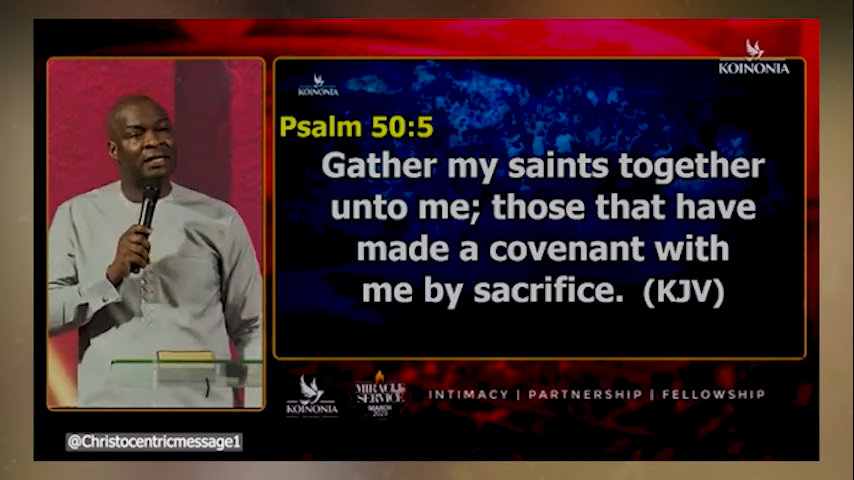 KOINONIA
KOINONIA
Psalm 50:5
Gather my saints together
unto me; those that have
made a covenant with
me by sacrifice. (KJV)
KOINONIA
MIRACLE
SERVICE
MARCH
INTIMACY | PARTNERSHIP | FELLOWSHIP
@Christocentricmessage1